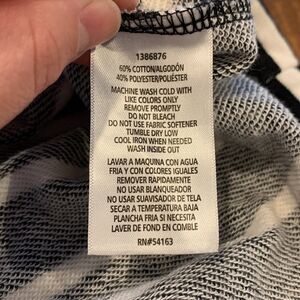 1386876
60% COTTON/ALGODÓN
40% POLYESTER/POLIÉSTER
MACHINE WASH COLD WITH
LIKE COLORS ONLY
REMOVE PROMPTLY
DO NOT BLEACH
DO NOT USE FABRIC SOFTENER
TUMBLE DRY LOW
COOL IRON WHEN NEEDED
WASH INSIDE OUT
LAVAR A MAQUINA CON AGUA
FRIA Y CON COLORES IGUALES
REMOVER RAPIDAMENTE
NO USAR BLANQUEADOR
NO USAR SUAVISADOR DE TELA
SECAR A TEMPERATURA BAJA
PLANCHA FRIA SI NECESITA
LAVER DE FOND EN COMBLE
RN#54163